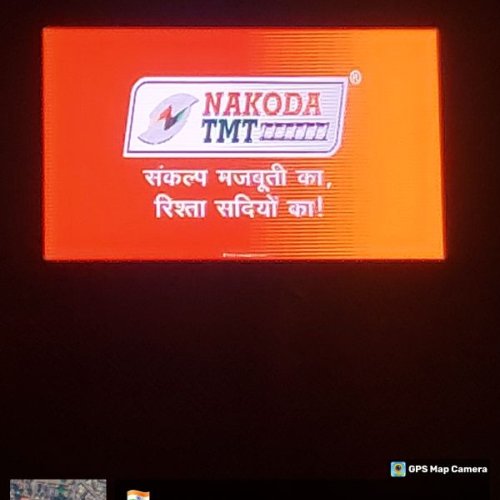 NAKODA
TMT
®
संकल्प मजबूती का,
रिश्ता सदियों का!
GPS Map Camera